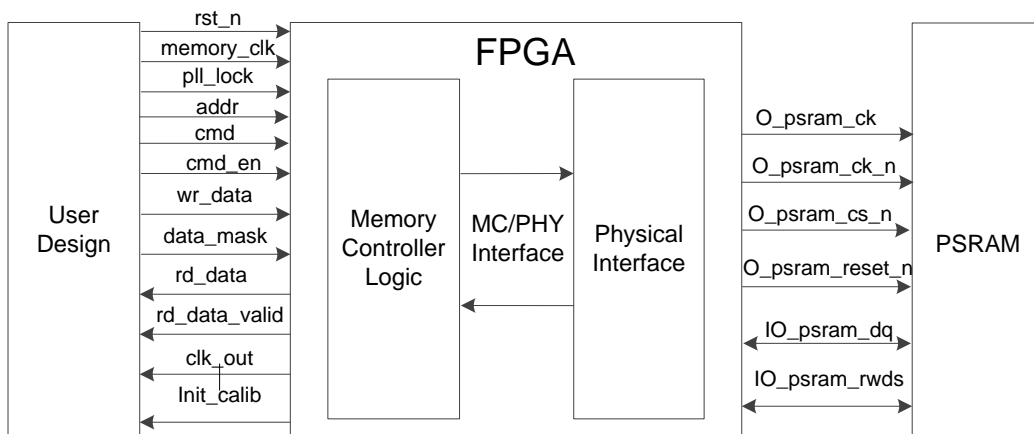 rst_n
memory_clk
pll_lock
addr
cmd
cmd_en
wr_data
data_mask
rd_data
rd_data_valid
clk_out
Init_calib
User
Design
FPGA
Memory
Controller
Logic
MC/PHY
Interface
Physical
Interface
O_psram_ck
O_psram_ck_n
O_psram_cs_n
O_psram_reset_n
IO_psram_dq
IO_psram_rwds
PSRAM